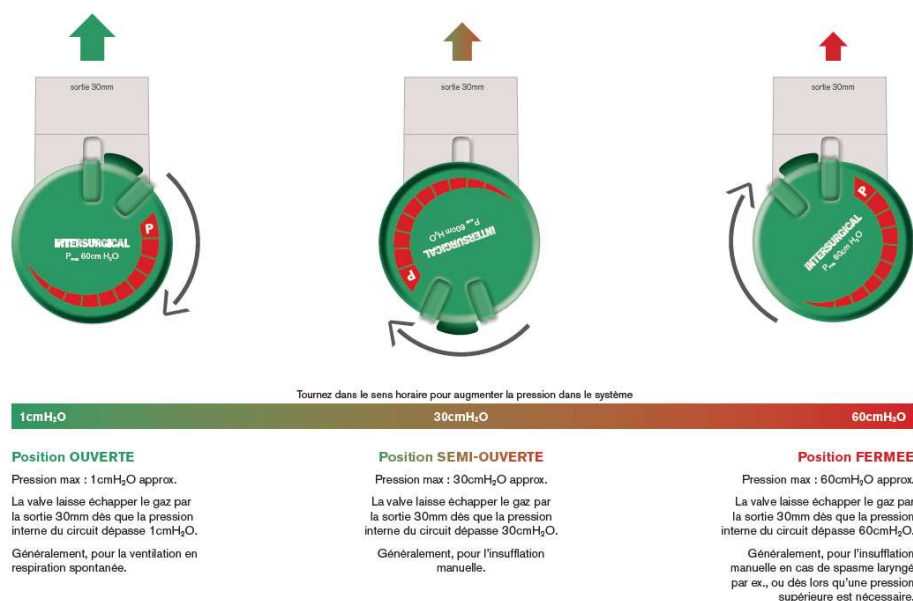 sortie 30mm
sortie 30mm
sortie 30mm
P
INTERSURGICAL
Pmax 60cm H₂O
P
INTERSURGICAL
Pmax 60cm H₂O
P
INTERSURGICAL
Pmax 60cm H₂O
Tournez dans le sens horaire pour augmenter la pression dans le système
1cmH₂O
30cmH₂O
60cmH₂O
Position OUVERTE
Pression max : 1cmH₂O approx.
La valve laisse échapper le gaz par
la sortie 30mm dès que la pression
interne du circuit dépasse 1cmH₂O.
Généralement, pour la ventilation en
respiration spontanée.
Position SEMI-OUVERTE
Pression max : 30cmH₂O approx.
La valve laisse échapper le gaz par
la sortie 30mm dès que la pression
interne du circuit dépasse 30cmH₂O.
Généralement, pour l'insufflation
manuelle.
Position FERMEE
Pression max : 60cmH₂O approx.
La valve laisse échapper le gaz par
la sortie 30mm dès que la pression
interne du circuit dépasse 60cmH₂O.
Généralement, pour l'insufflation
manuelle en cas de spasme laryngé
par ex., ou dès lors qu'une pression
supérieure est nécessaire.